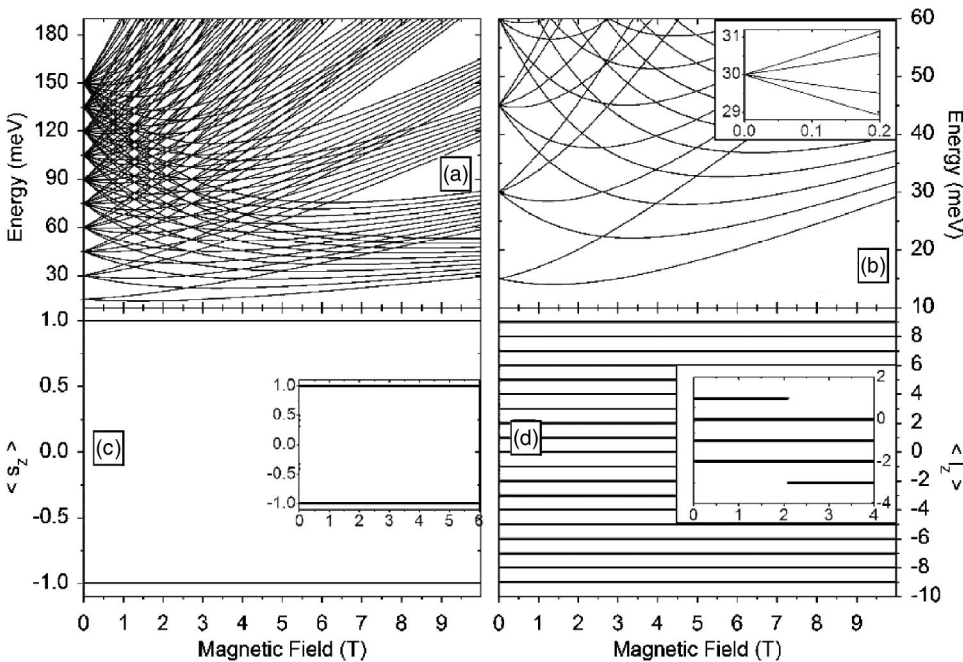 Energy (meV)
190
150
120
90
60
30
(a)
60
50
40
30
20
10
Energy (meV)
31
30
29
0.0 0.1 0.2
(b)
< s_z >
1.0
0.5
0.0
-0.5
-1.0
(c)
1.0
0.5
0.0
-0.5
-1.0
0 1 2 3 4 5 6
0 1 2 3 4 5 6 7 8 9
Magnetic Field (T)
(d)
2
0
-2
-4
0 1 2 3 4
8
6
4
2
0
-2
-4
-6
-8
-10
< l_z >
0 1 2 3 4 5 6 7 8 9
Magnetic Field (T)